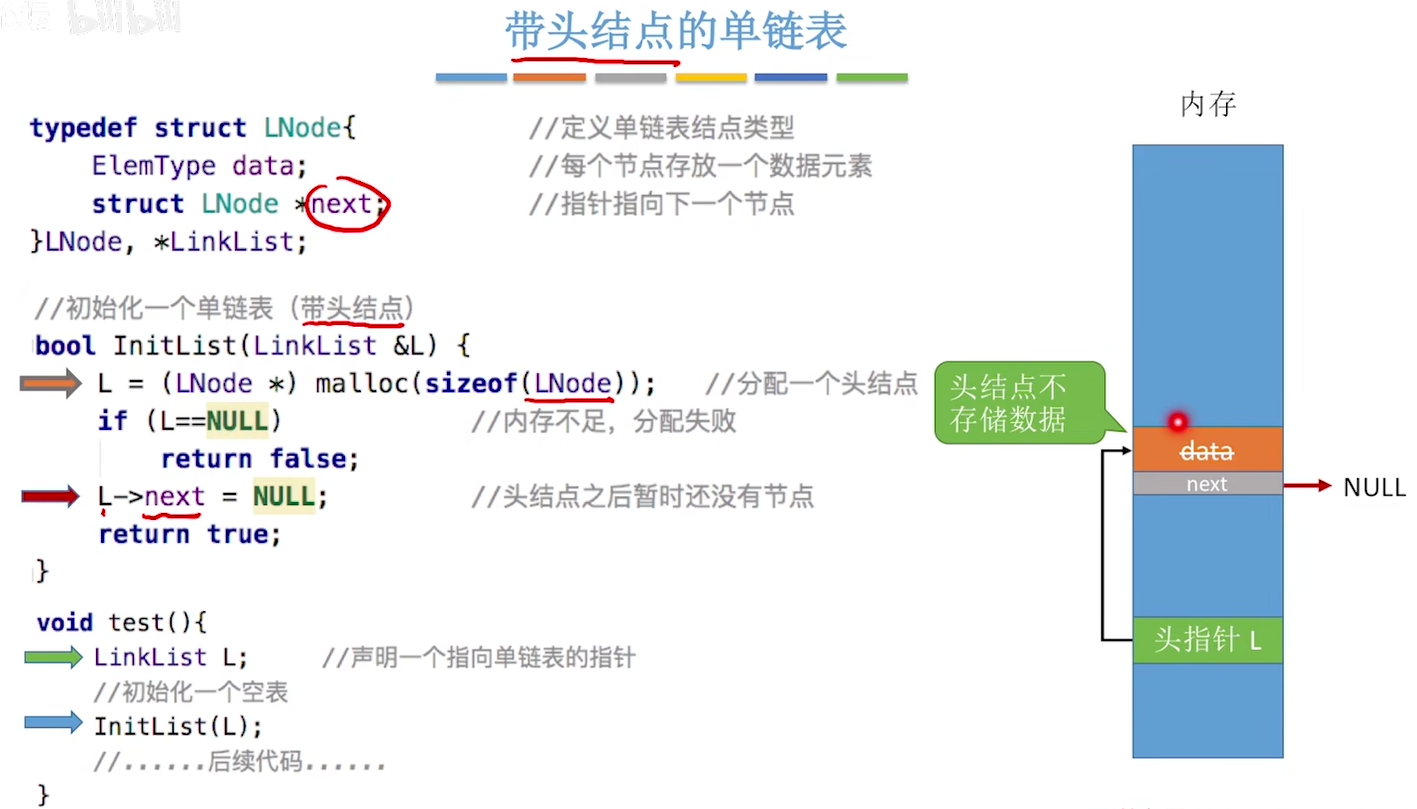 bilibili
带头结点的单链表
typedef struct LNode{ //定义单链表结点类型
ElemType data; //每个节点存放一个数据元素
struct LNode *next; //指针指向下一个节点
}LNode, *LinkList;
//初始化一个单链表（带头结点）
bool InitList(LinkList &L) {
L = (LNode *) malloc(sizeof(LNode)); //分配一个头结点
if (L==NULL) //内存不足，分配失败
return false;
L->next = NULL; //头结点之后暂时还没有节点
return true;
}
void test(){
LinkList L; //声明一个指向单链表的指针
//初始化一个空表
InitList(L);
//......后续代码......
}
内存
头结点不
存储数据
data
next
NULL
头指针 L